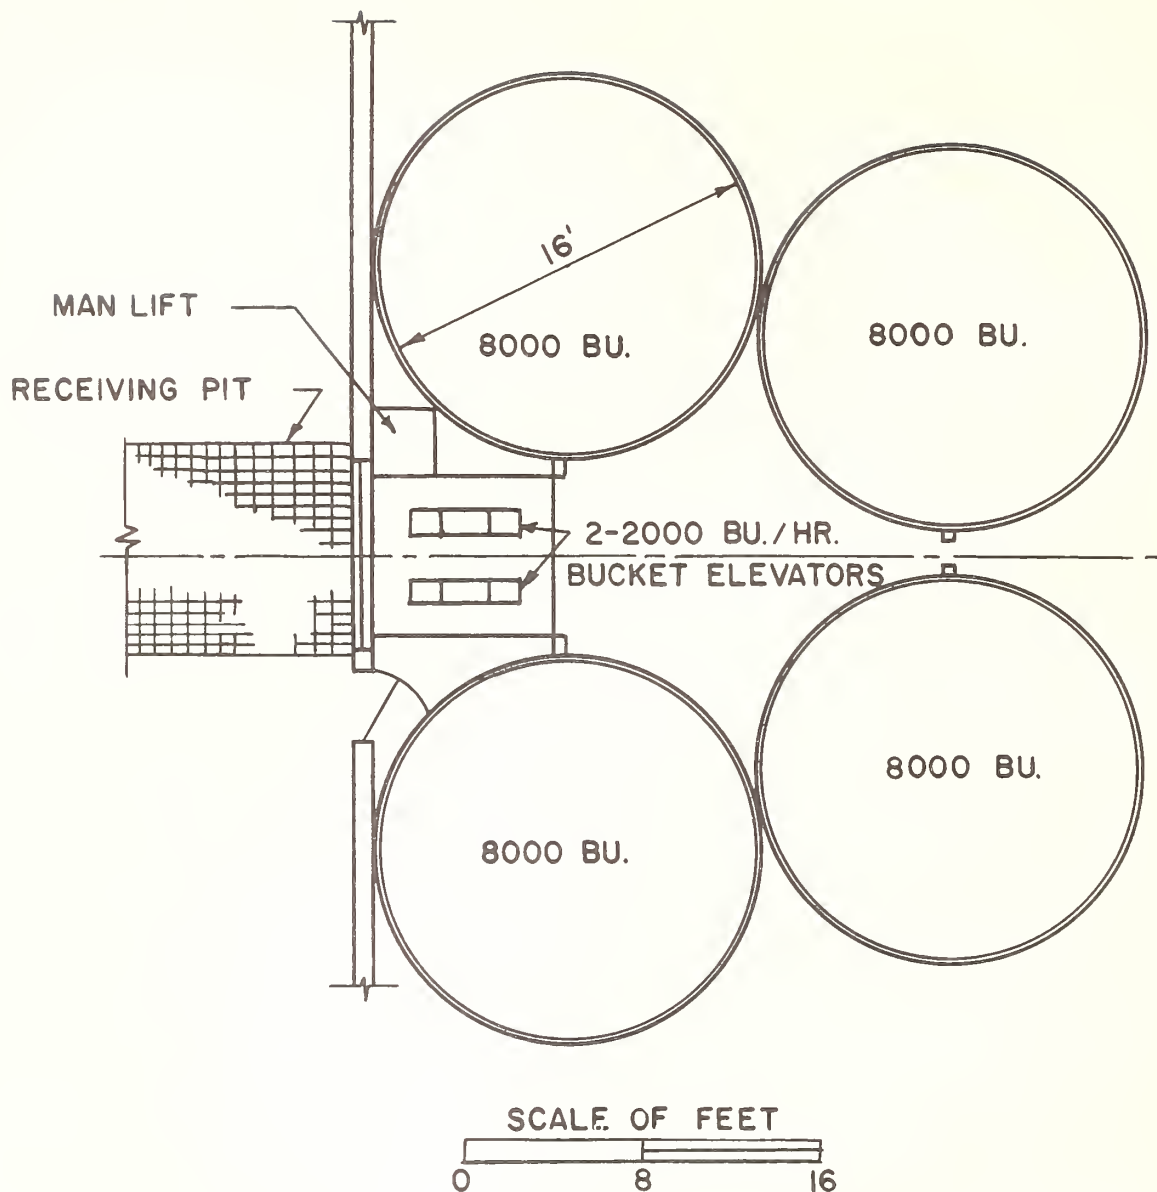 16'
MAN LIFT
8000 BU.
8000 BU.
RECEIVING PIT
2-2000 BU./HR.
BUCKET ELEVATORS
8000 BU.
8000 BU.
SCALE OF FEET
0 8 16